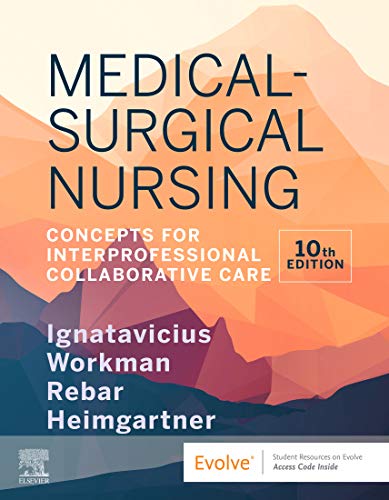 MEDICAL-
SURGICAL
NURSING
CONCEPTS FOR
INTERPROFESSIONAL
COLLABORATIVE CARE
10th
EDITION
Ignatavicius
Workman
Rebar
Heimgartner
ELSEVIER
Evolve®
Student Resources on Evolve
Access Code Inside